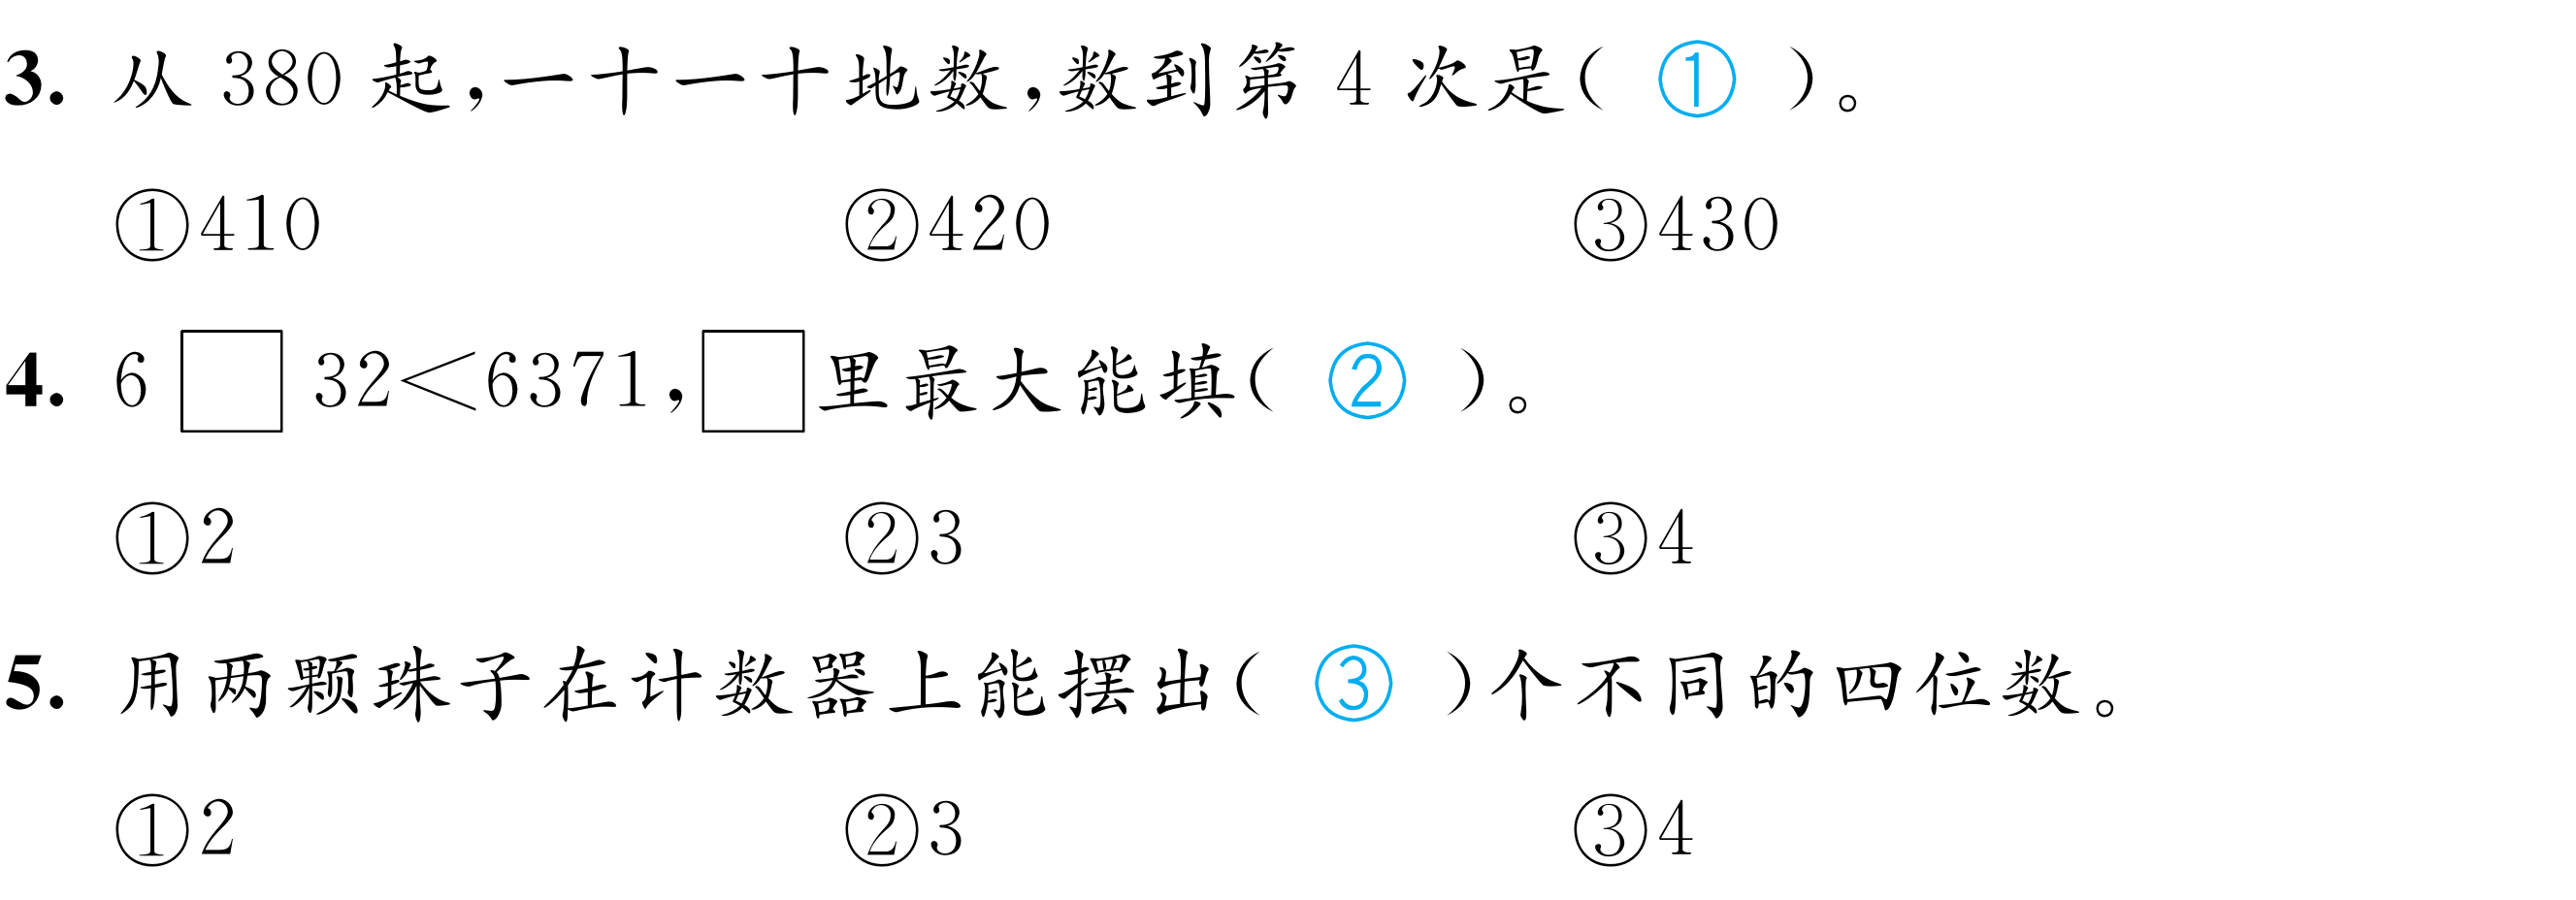 3. 从 380 起,一十一十地数,数到第 4 次是( ① )。
①410 ②420 ③430
4. 6 □ 32<6371,□里最大能填( ② )。
①2 ②3 ③4
5. 用两颗珠子在计数器上能摆出( ③ )个不同的四位数。
①2 ②3 ③4